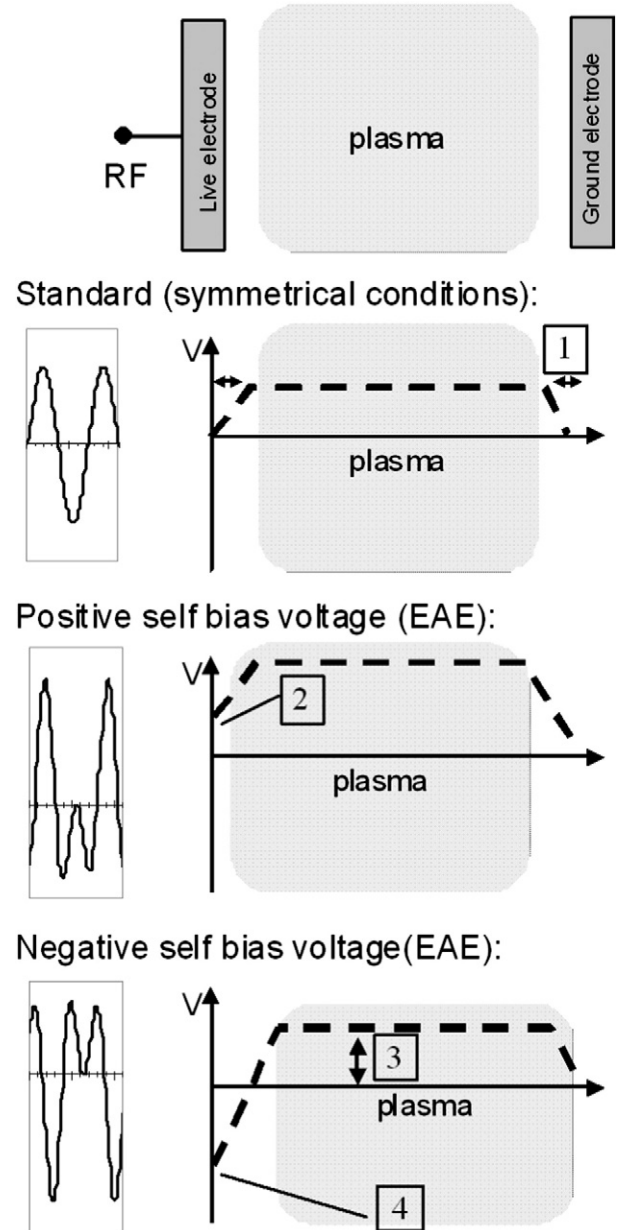 Live electrode
plasma
Ground electrode
RF
Standard (symmetrical conditions):
V
1
plasma
Positive self bias voltage (EAE):
V
2
plasma
Negative self bias voltage(EAE):
V
3
plasma
4